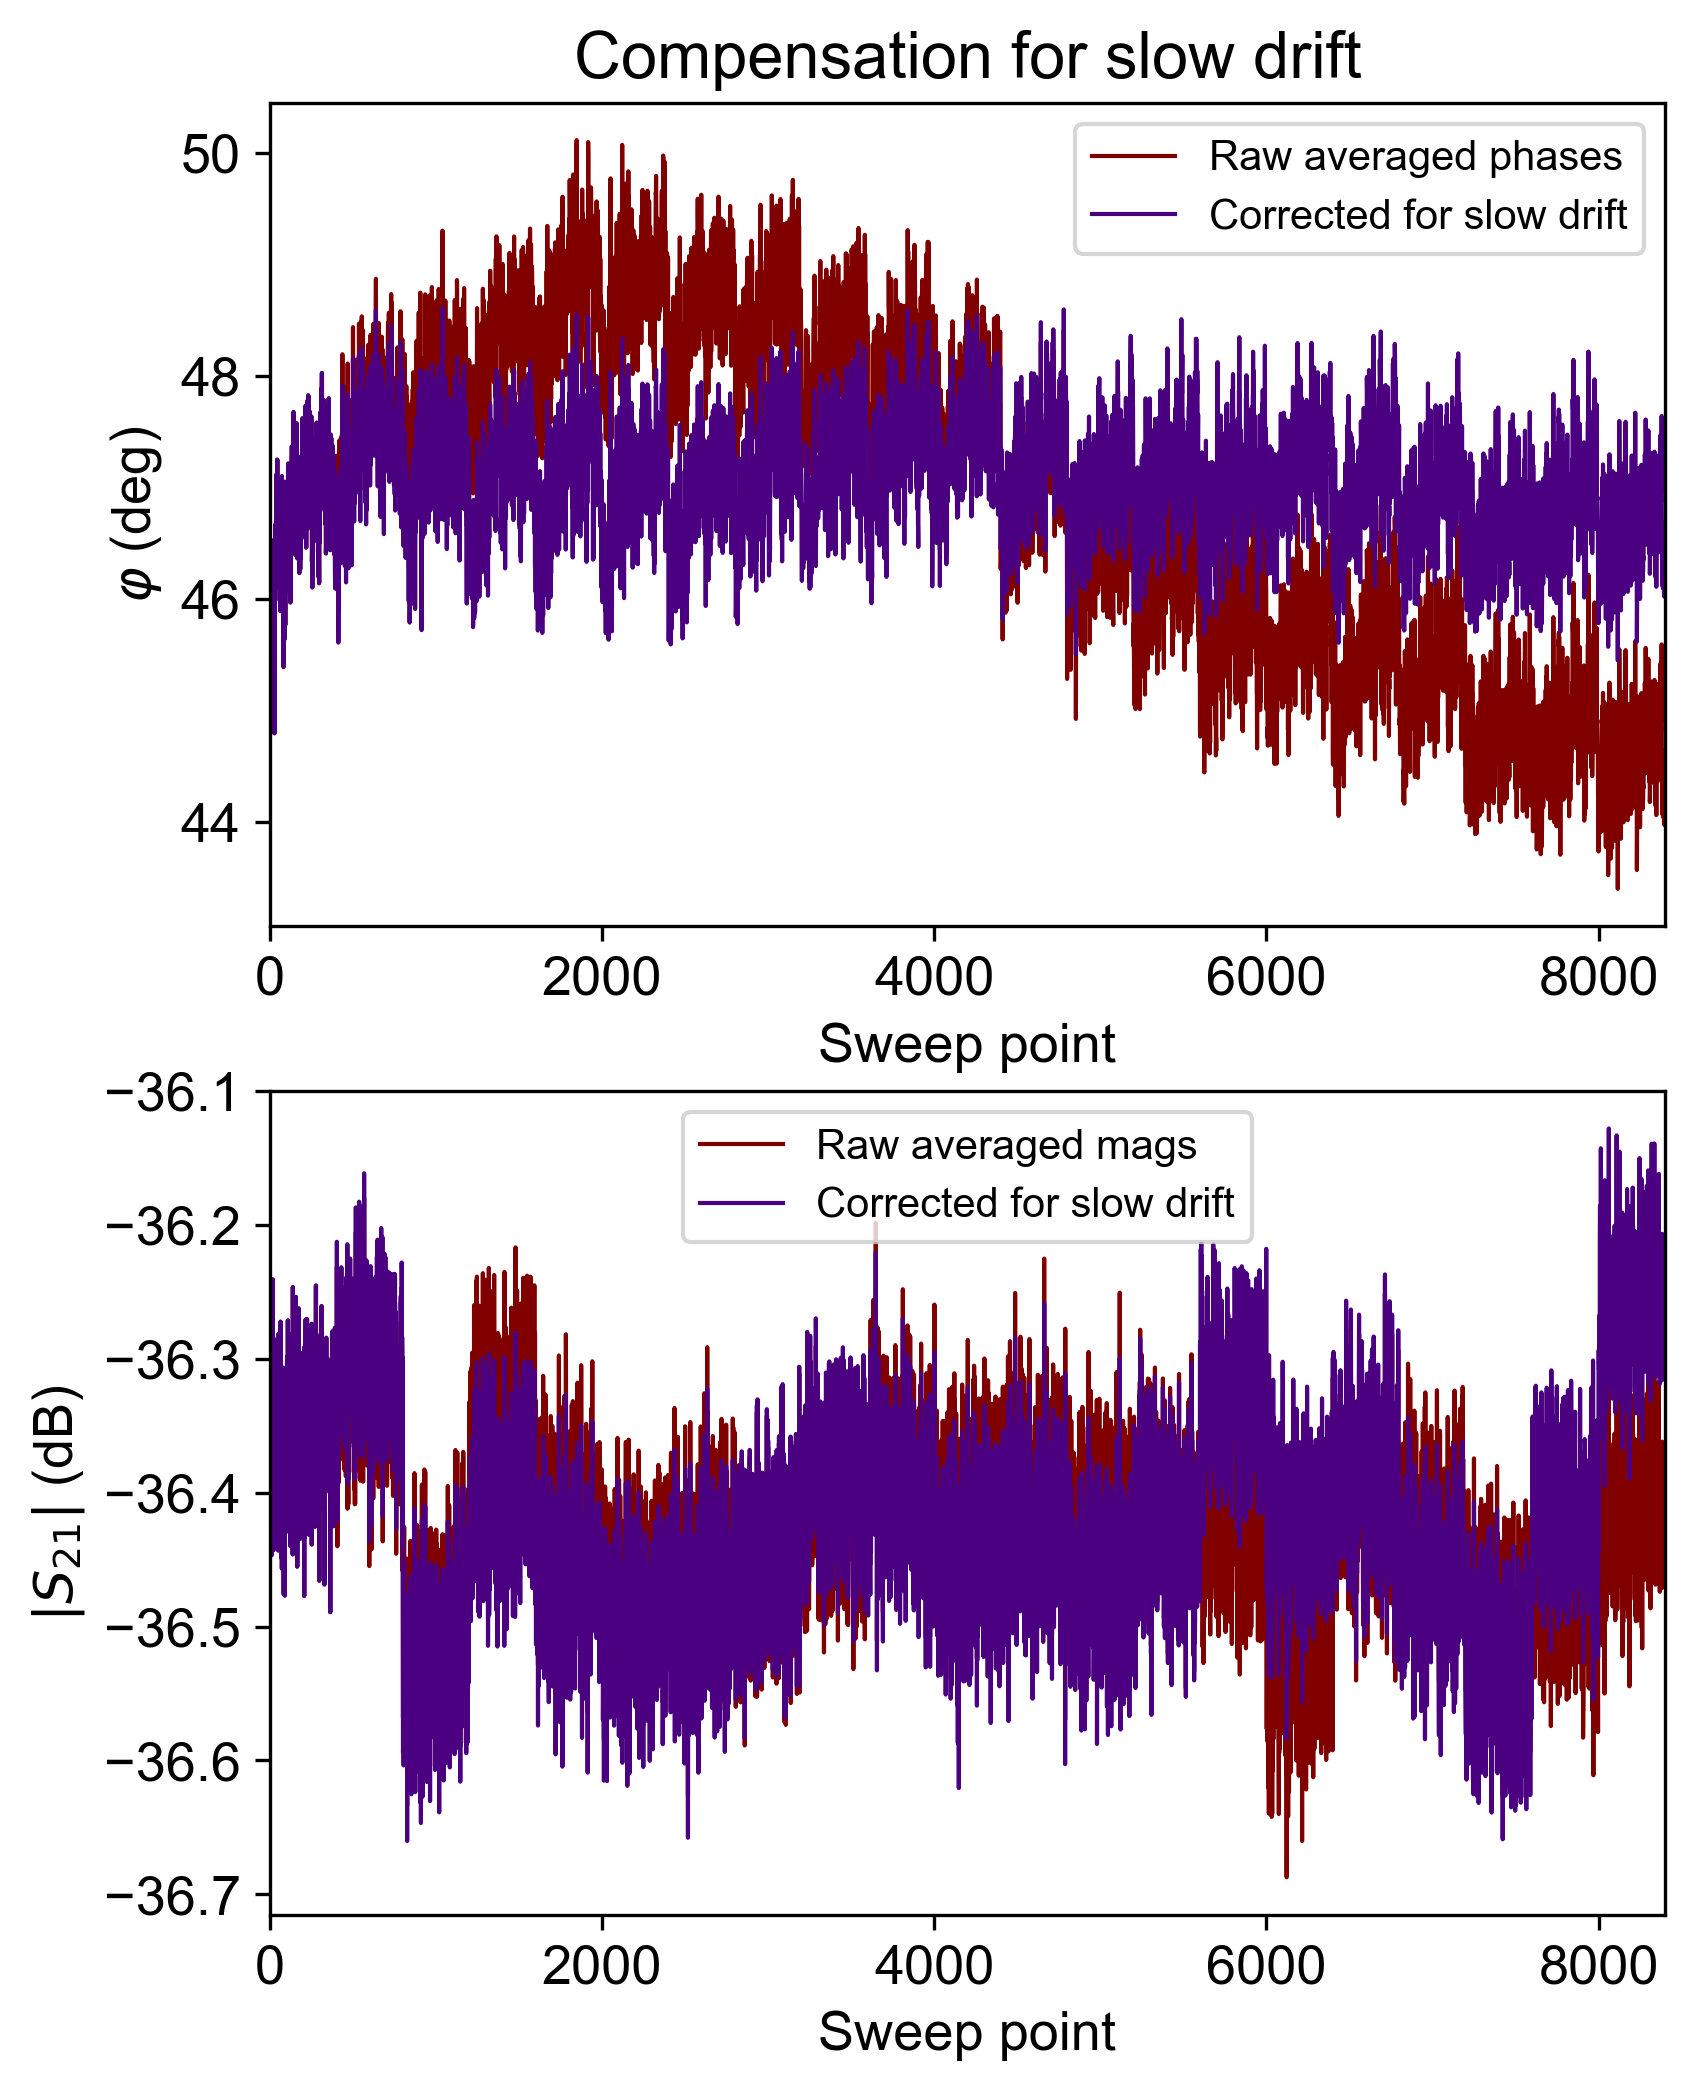 Compensation for slow drift
Raw averaged phases
Corrected for slow drift
50
48
46
44
φ (deg)
0 2000 4000 6000 8000
Sweep point
Raw averaged mags
Corrected for slow drift
−36.1
−36.2
−36.3
−36.4
−36.5
−36.6
−36.7
|S₂₁| (dB)
0 2000 4000 6000 8000
Sweep point